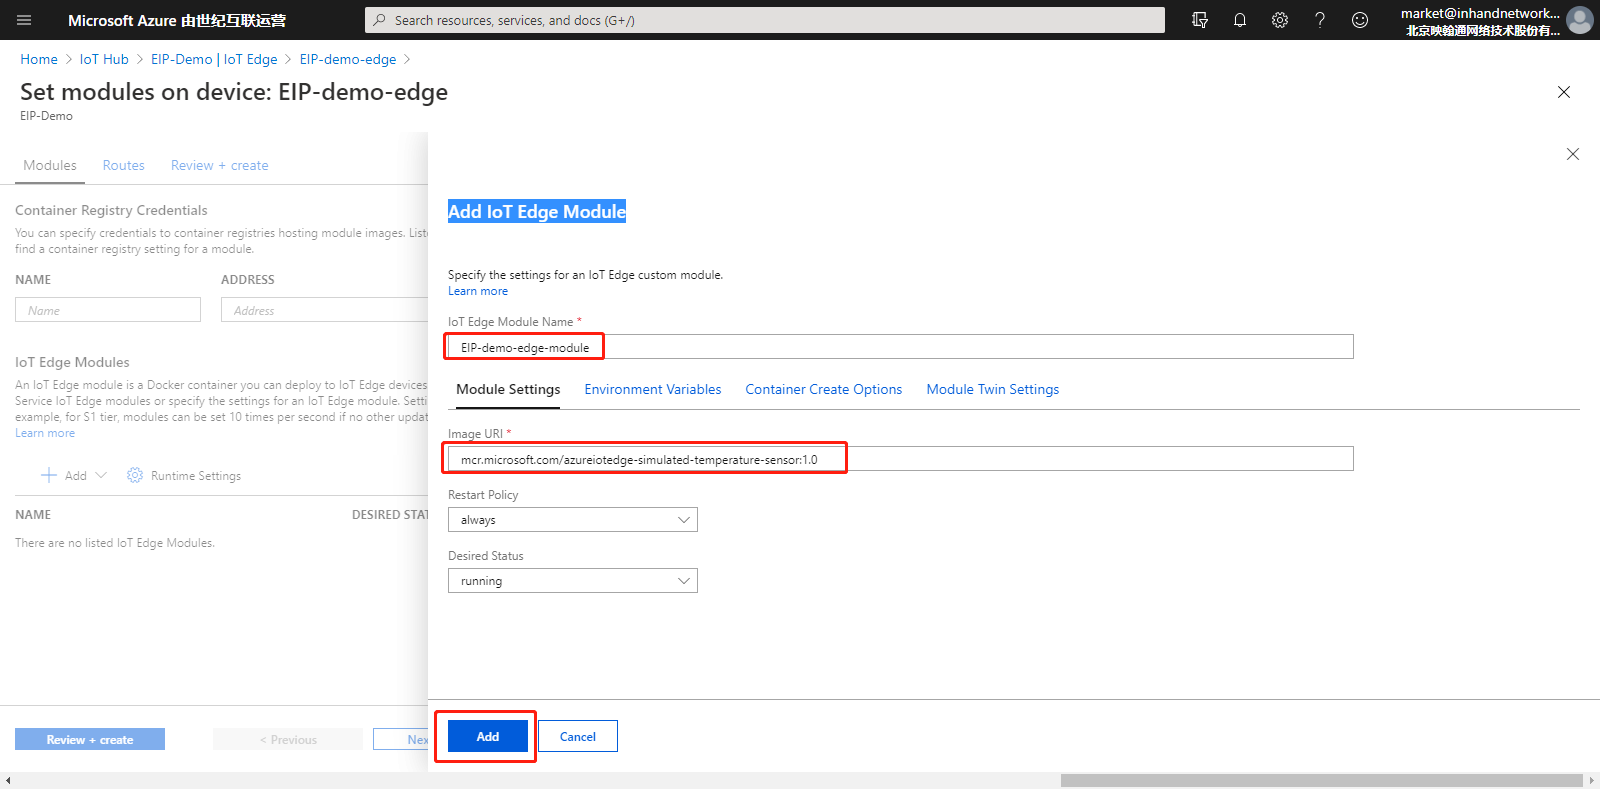 Microsoft Azure 由世纪互联运营
Search resources, services, and docs (G+/)
market@inhandnetwork...
北京映翰通网络技术股份有...
Home > IoT Hub > EIP-Demo | IoT Edge > EIP-demo-edge >
Set modules on device: EIP-demo-edge
EIP-Demo
Modules Routes Review + create
Container Registry Credentials
You can specify credentials to container registries hosting module images. List
find a container registry setting for a module.
NAME ADDRESS
Name Address
IoT Edge Modules
An IoT Edge module is a Docker container you can deploy to IoT Edge devices
Service IoT Edge modules or specify the settings for an IoT Edge module. Setti
example, for S1 tier, modules can be set 10 times per second if no other updat
Learn more
Add Runtime Settings
NAME DESIRED STAT
There are no listed IoT Edge Modules.
Review + create < Previous Nex
Add IoT Edge Module
Specify the settings for an IoT Edge custom module.
Learn more
IoT Edge Module Name *
EIP-demo-edge-module
Module Settings Environment Variables Container Create Options Module Twin Settings
Image URI *
mcr.microsoft.com/azureiotedge-simulated-temperature-sensor:1.0
Restart Policy
always
Desired Status
running
Add Cancel